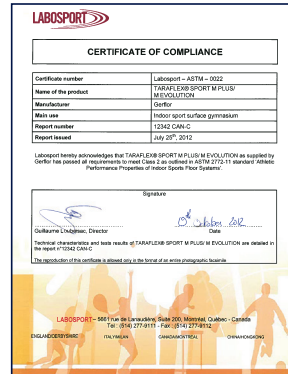 LABOSPORT
CERTIFICATE OF COMPLIANCE
Certificate number Labosport – ASTM – 0022
Name of the product TARAFLEX® SPORT M PLUS/ M EVOLUTION
Manufacturer Gerflor
Main use Indoor sport surface gymnasium
Report number 12342 CAN-C
Report issued July 25th, 2012
Labosport hereby acknowledges that TARAFLEX® SPORT M PLUS/ M EVOLUTION as supplied by
Gerflor has passed all requirements to meet Class 2 as outlined in ASTM 2772-11 standard 'Athletic
Performance Properties of Indoor Sports Floor Systems'.
Signature
2012
Guillaume Director
Date
Technical characteristics and tests results of TARAFLEX® SPORT M PLUS/ M EVOLUTION are detailed in
the report n°12342 CAN-C
The reproduction of this certificate is allowed only in the format of an entire photographic facsimile
LABOSPORT – 5661 rue de Lanaudière, Suite 200, Montréal, Québec - Canada
Tel : (514) 277-9111 - Fax : (514) 277-9112
ENGLAND/DERBYSHIRE ITALY/MILAN CANADA/MONTREAL CHINA/HONGKONG